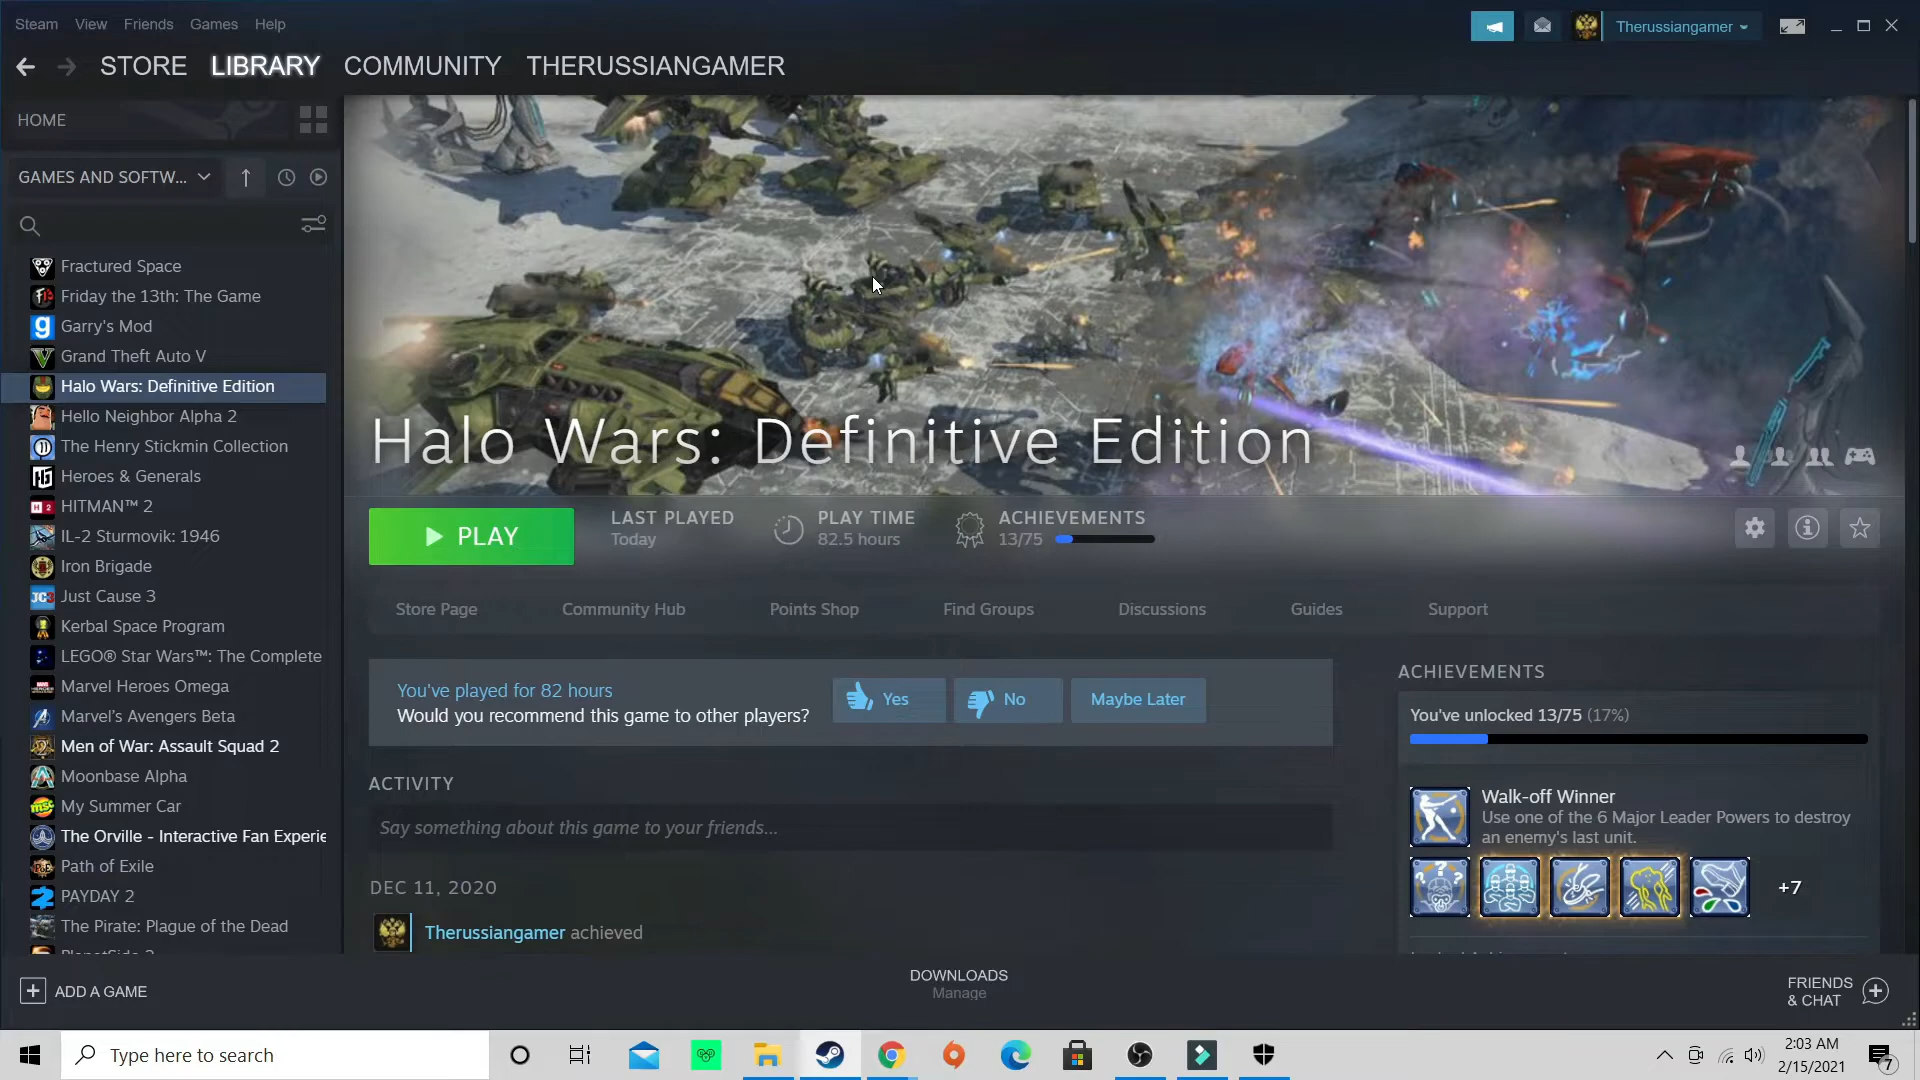 Steam View Friends Games Help
Therussiangamer
STORE LIBRARY COMMUNITY THERUSSIANGAMER
HOME
GAMES AND SOFTW...
Fractured Space
Friday the 13th: The Game
Garry's Mod
Grand Theft Auto V
Halo Wars: Definitive Edition
Hello Neighbor Alpha 2
The Henry Stickmin Collection
Heroes & Generals
HITMAN™ 2
IL-2 Sturmovik: 1946
Iron Brigade
Just Cause 3
Kerbal Space Program
LEGO® Star Wars™: The Complete
Marvel Heroes Omega
Marvel's Avengers Beta
Men of War: Assault Squad 2
Moonbase Alpha
My Summer Car
The Orville - Interactive Fan Experie
Path of Exile
PAYDAY 2
The Pirate: Plague of the Dead
Halo Wars: Definitive Edition
PLAY
LAST PLAYED
Today
PLAY TIME
82.5 hours
ACHIEVEMENTS
13/75
Store Page Community Hub Points Shop Find Groups Discussions Guides Support
You've played for 82 hours
Would you recommend this game to other players?
Yes No Maybe Later
ACTIVITY
Say something about this game to your friends...
DEC 11, 2020
Therussiangamer achieved
ACHIEVEMENTS
You've unlocked 13/75 (17%)
Walk-off Winner
Use one of the 6 Major Leader Powers to destroy
an enemy's last unit.
+7
ADD A GAME
DOWNLOADS
Manage
FRIENDS
& CHAT
Type here to search
2:03 AM
2/15/2021
7